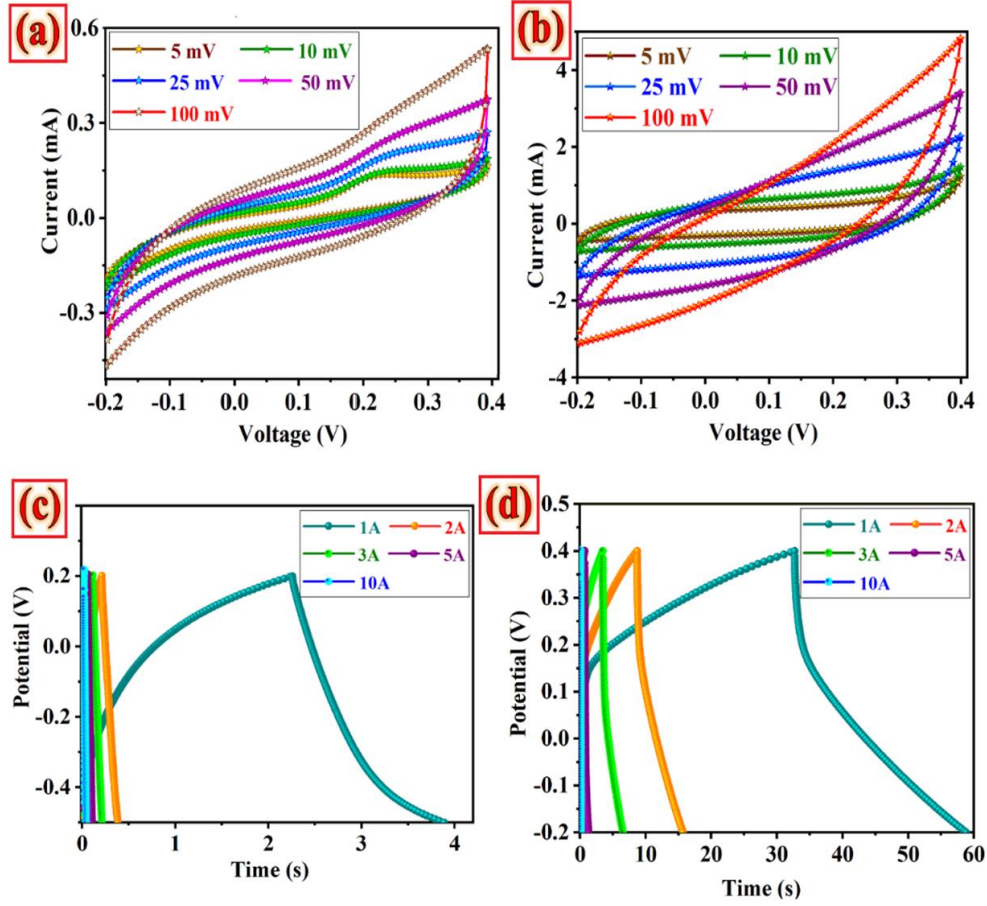 (a)
0.6
0.3
0.0
-0.3
Current (mA)
5 mV 10 mV
25 mV 50 mV
100 mV
-0.2 -0.1 0.0 0.1 0.2 0.3 0.4
Voltage (V)
(b)
4
2
0
-2
-4
Current (mA)
5 mV 10 mV
25 mV 50 mV
100 mV
-0.2 -0.1 0.0 0.1 0.2 0.3 0.4
Voltage (V)
(c)
0.2
0.0
-0.2
-0.4
Potential (V)
1A 2A
3A 5A
10A
0 1 2 3 4
Time (s)
(d)
0.5
0.4
0.3
0.2
0.1
0.0
-0.1
-0.2
Potential (V)
1A 2A
3A 5A
10A
0 10 20 30 40 50 60
Time (s)